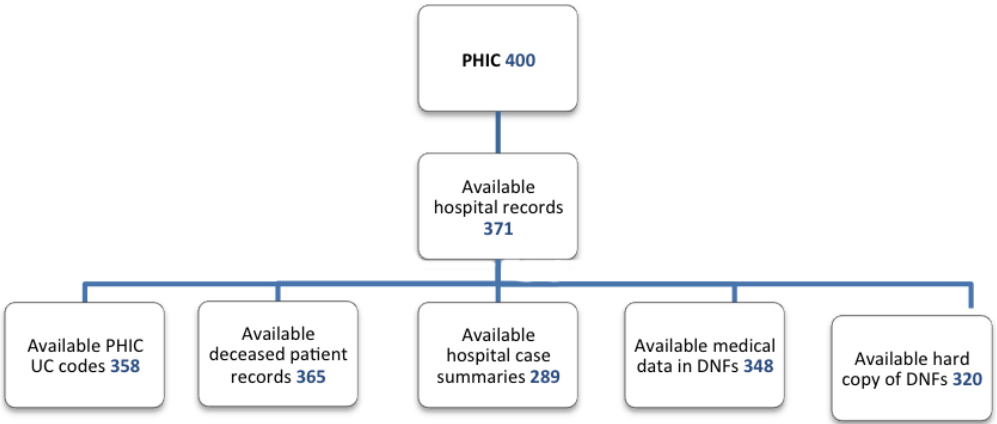 PHIC 400
Available
hospital records
371
Available PHIC
UC codes 358
Available
deceased patient
records 365
Available
hospital case
summaries 289
Available medical
data in DNFs 348
Available hard
copy of DNFs 320